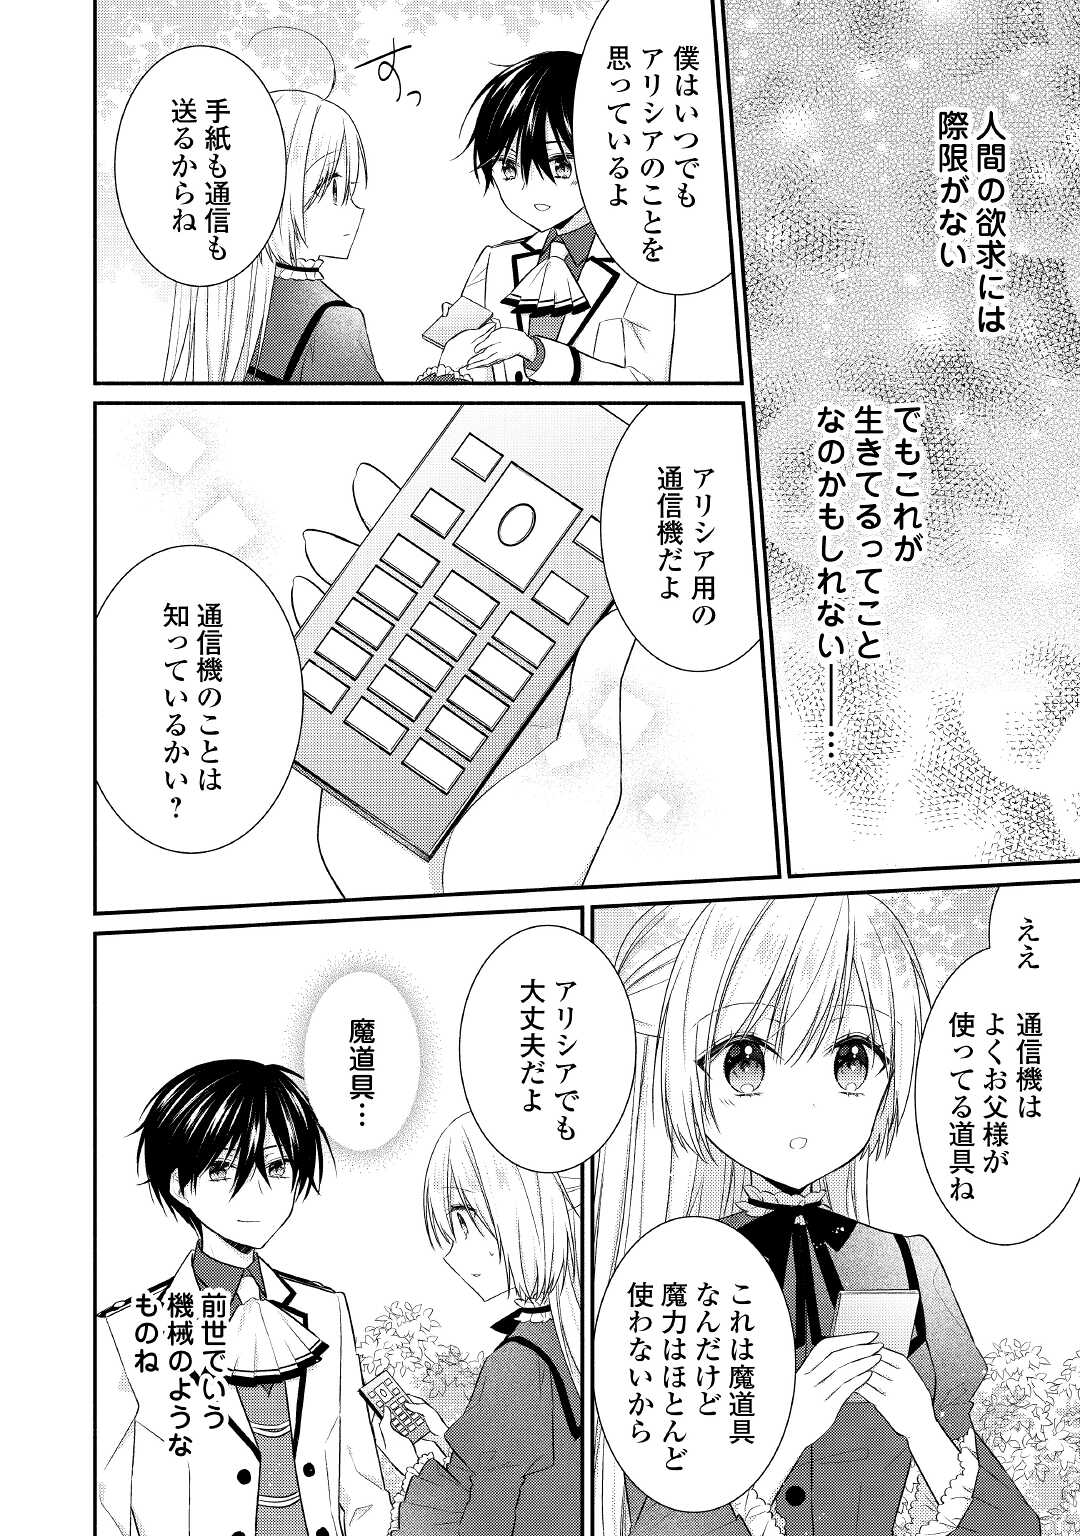 人間の欲求には
際限がない
でもこれが
生きてるってこと
なのかもしれない――…
僕はいつでも
アリシアのことを
思っているよ
すっ
手紙も通信も
送るからね
アリシア用の
通信機だよ
通信機のことは
知っているかい？
ええ
通信機は
よくお父様が
使ってる道具ね
これは魔道具
なんだけど
魔力はほとんど
使わないから
アリシアでも
大丈夫だよ
魔道具…
前世でいう
機械のような
ものね